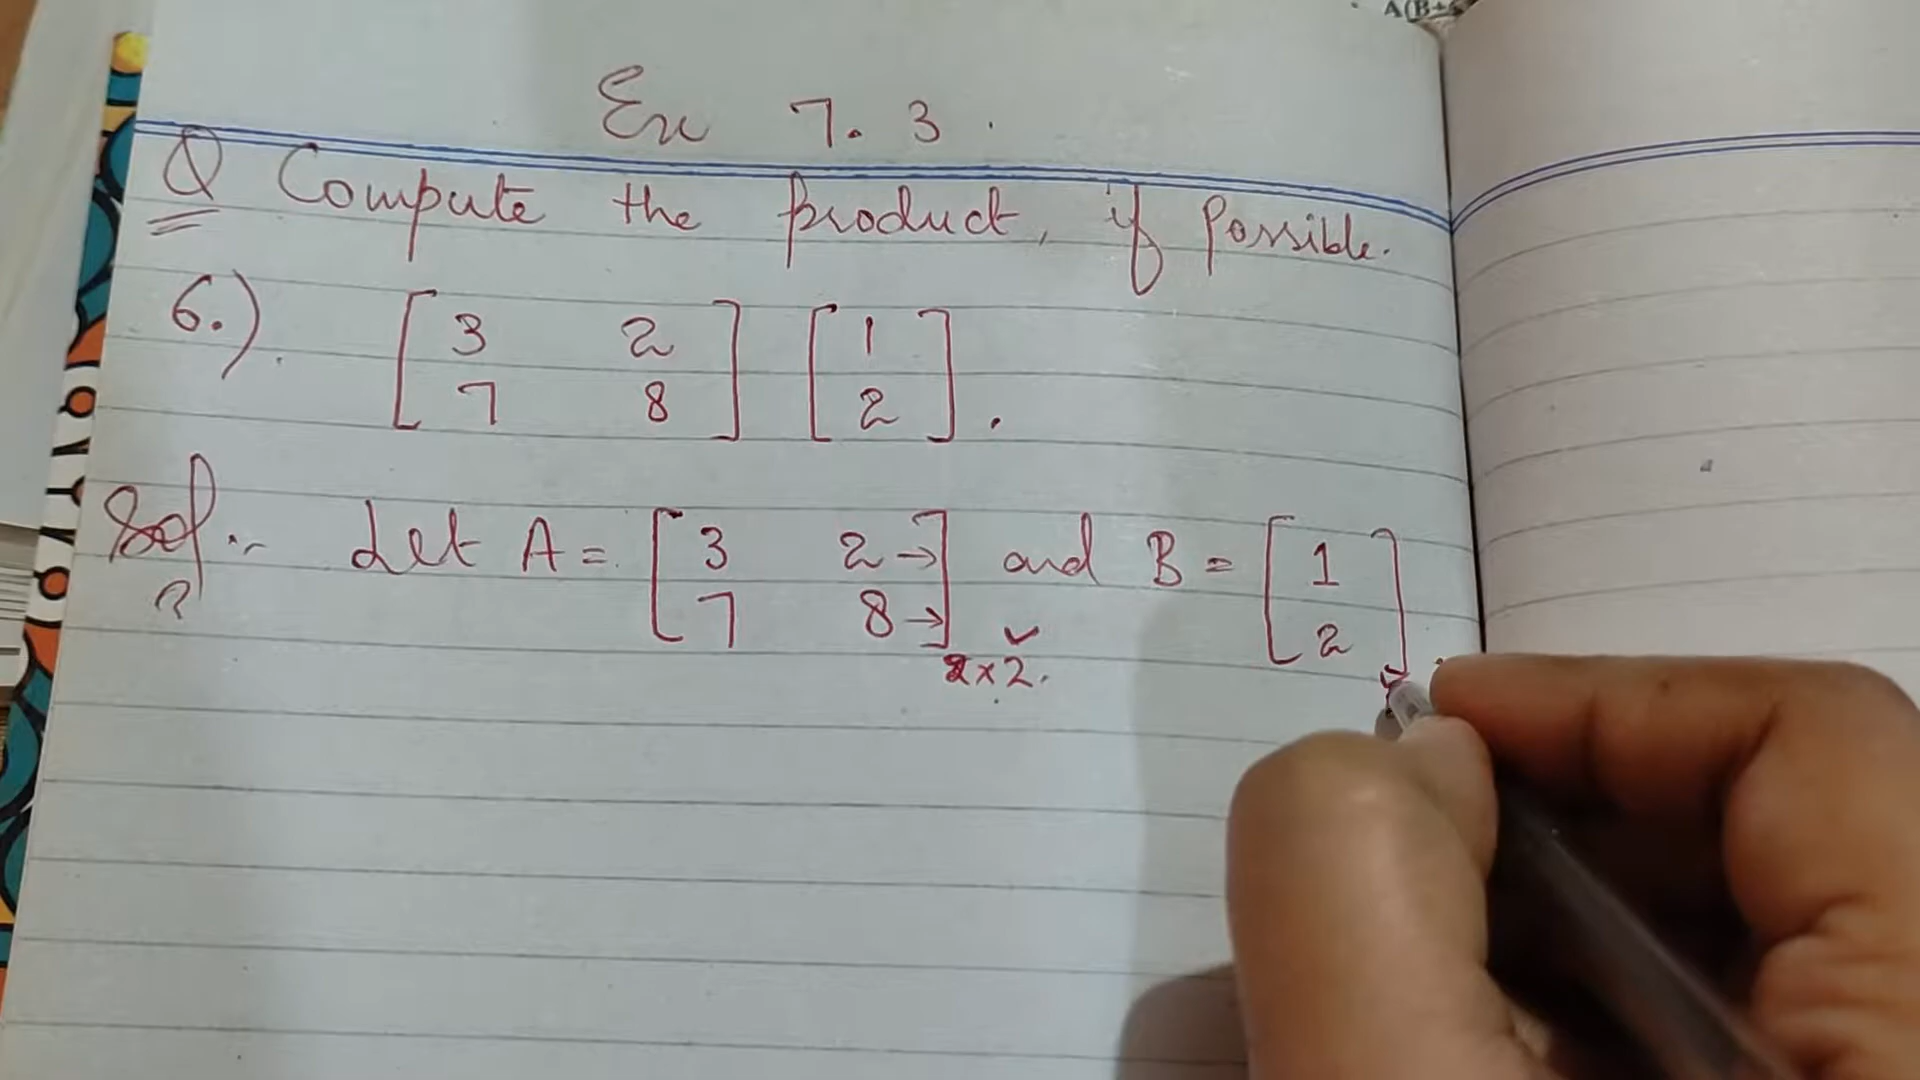 A(B+
Ex 7.3.
Q Compute the product, if Possible.
6.). [3 2 7 8] [1 2].
Sol:- Let A = [3 2→ 7 8→] and B = [1 2]
2×2.